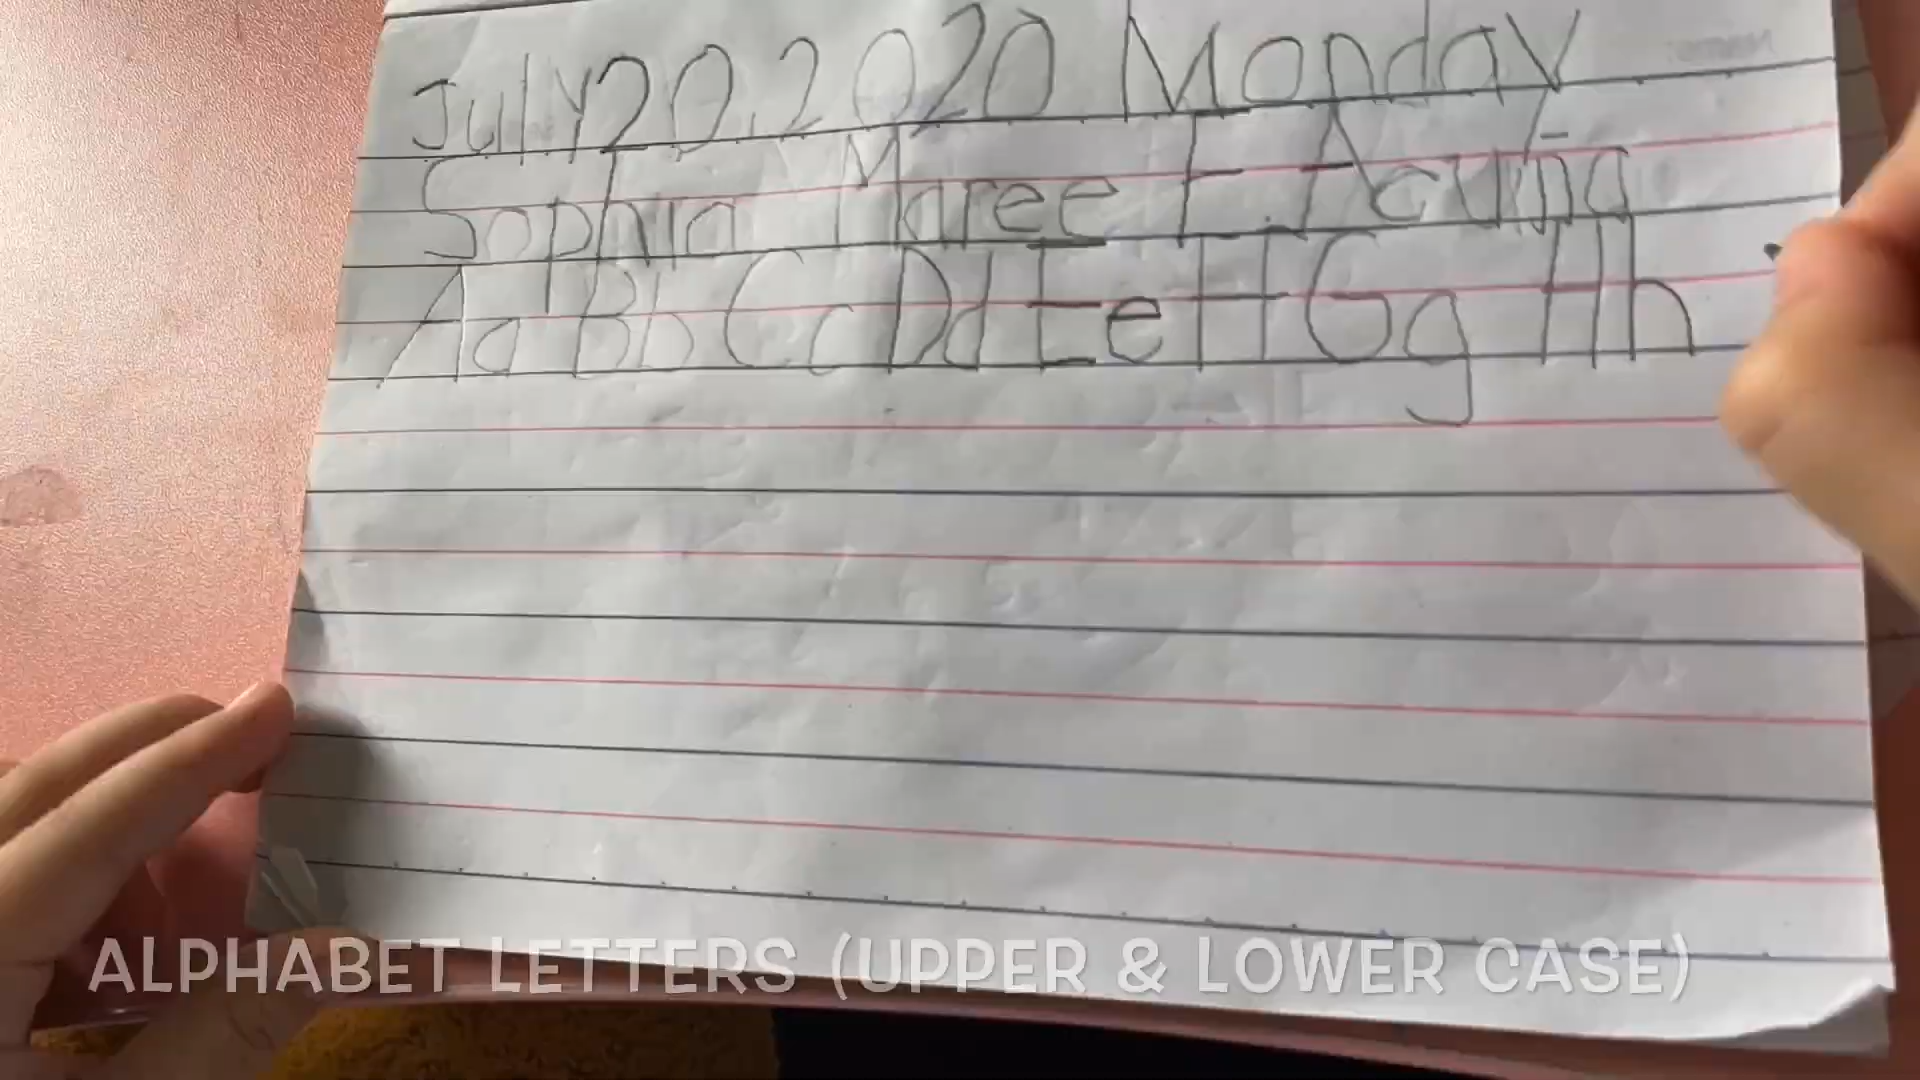 July 20, 2020 Monday
Sophia Maree F. Acuña
Aa Bb Cc Dd Ee Ff Gg Hh
ALPHABET LETTERS (UPPER & LOWER CASE)